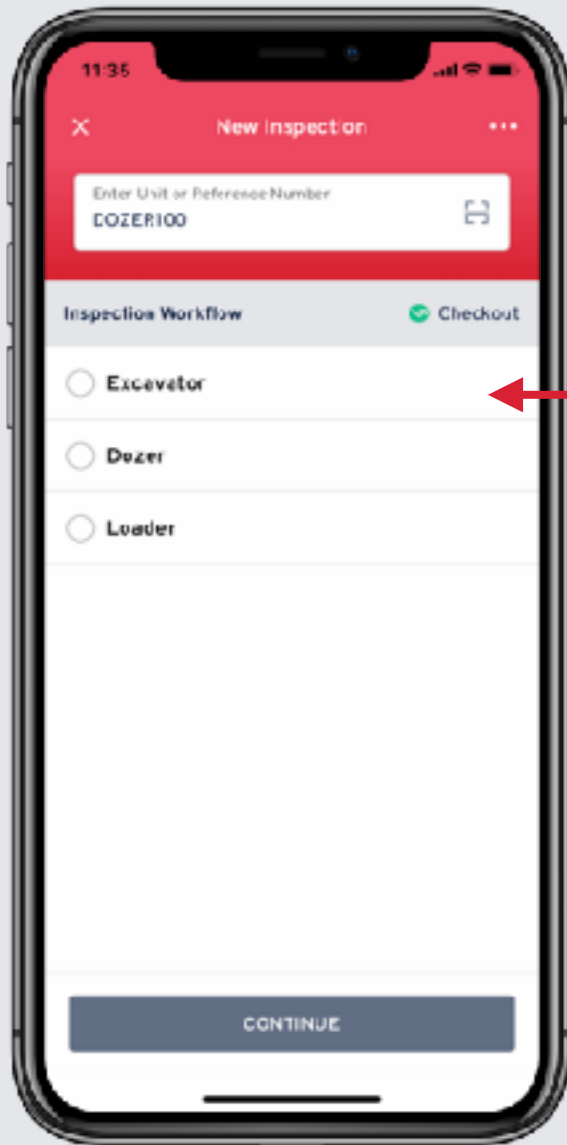 11:35
New Inspection
Enter Unit or Reference Number
DOZER100
Inspection Workflow
Checkout
Excavator
Dozer
Loader
CONTINUE